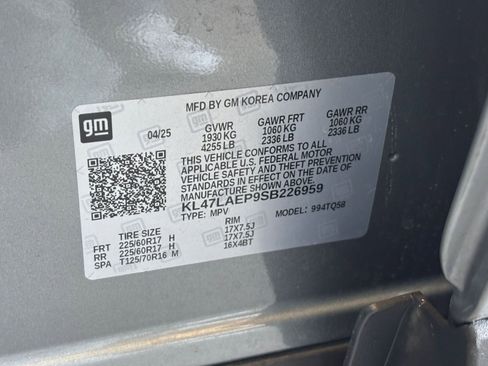 MFD BY GM KOREA COMPANY
gm
04/25
GVWR GAWR FRT GAWR RR
1930 KG 1060 KG 1060 KG
4255 LB 2336 LB 2336 LB
THIS VEHICLE CONFORMS TO ALL
APPLICABLE U.S. FEDERAL MOTOR
VEHICLE SAFETY AND THEFT PREVENTION
STANDARDS IN EFFECT ON THE DATE OF
MANUFACTURE SHOWN ABOVE.
KL47LAEP9SB226959
TYPE: MPV MODEL: 994TQ58
TIRE SIZE RIM
FRT 225/60R17 H 17X7.5J
RR 225/60R17 H 17X7.5J
SPA T125/70R16 M 16X4BT